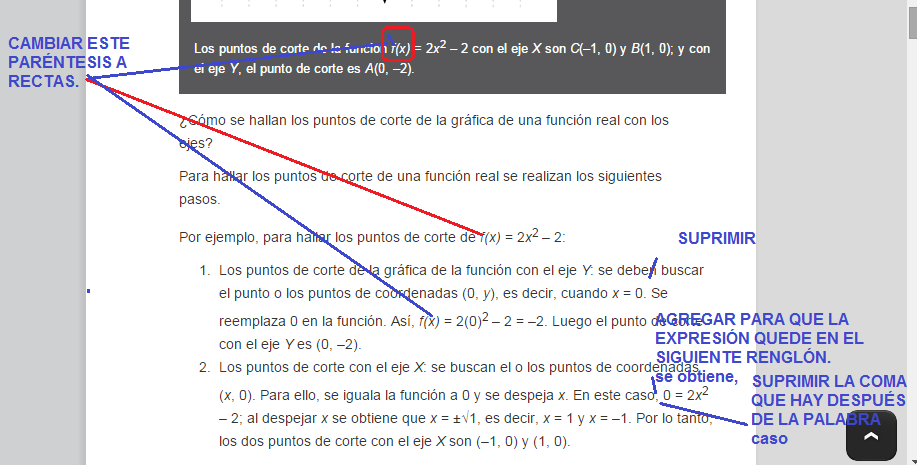 Los puntos de corte de la función f(x) = 2x² – 2 con el eje X son C(–1, 0) y B(1, 0); y con
el eje Y, el punto de corte es A(0, –2).
CAMBIAR ESTE
PARÉNTESIS A
RECTAS.
¿Cómo se hallan los puntos de corte de la gráfica de una función real con los
ejes?
Para hallar los puntos de corte de una función real se realizan los siguientes
pasos.
Por ejemplo, para hallar los puntos de corte de f(x) = 2x² – 2:
SUPRIMIR
1. Los puntos de corte de la gráfica de la función con el eje Y: se deben buscar
el punto o los puntos de coordenadas (0, y), es decir, cuando x = 0. Se
reemplaza 0 en la función. Así, f(x) = 2(0)² – 2 = –2. Luego el punto de corte
con el eje Y es (0, –2).
AGREGAR PARA QUE LA
EXPRESIÓN QUEDE EN EL
SIGUIENTE RENGLÓN.
se obtiene,
2. Los puntos de corte con el eje X: se buscan el o los puntos de coordenadas
(x, 0). Para ello, se iguala la función a 0 y se despeja x. En este caso, 0 = 2x²
– 2; al despejar x se obtiene que x = ±√1, es decir, x = 1 y x = –1. Por lo tanto,
los dos puntos de corte con el eje X son (–1, 0) y (1, 0).
SUPRIMIR LA COMA
QUE HAY DESPUÉS
DE LA PALABRA
caso